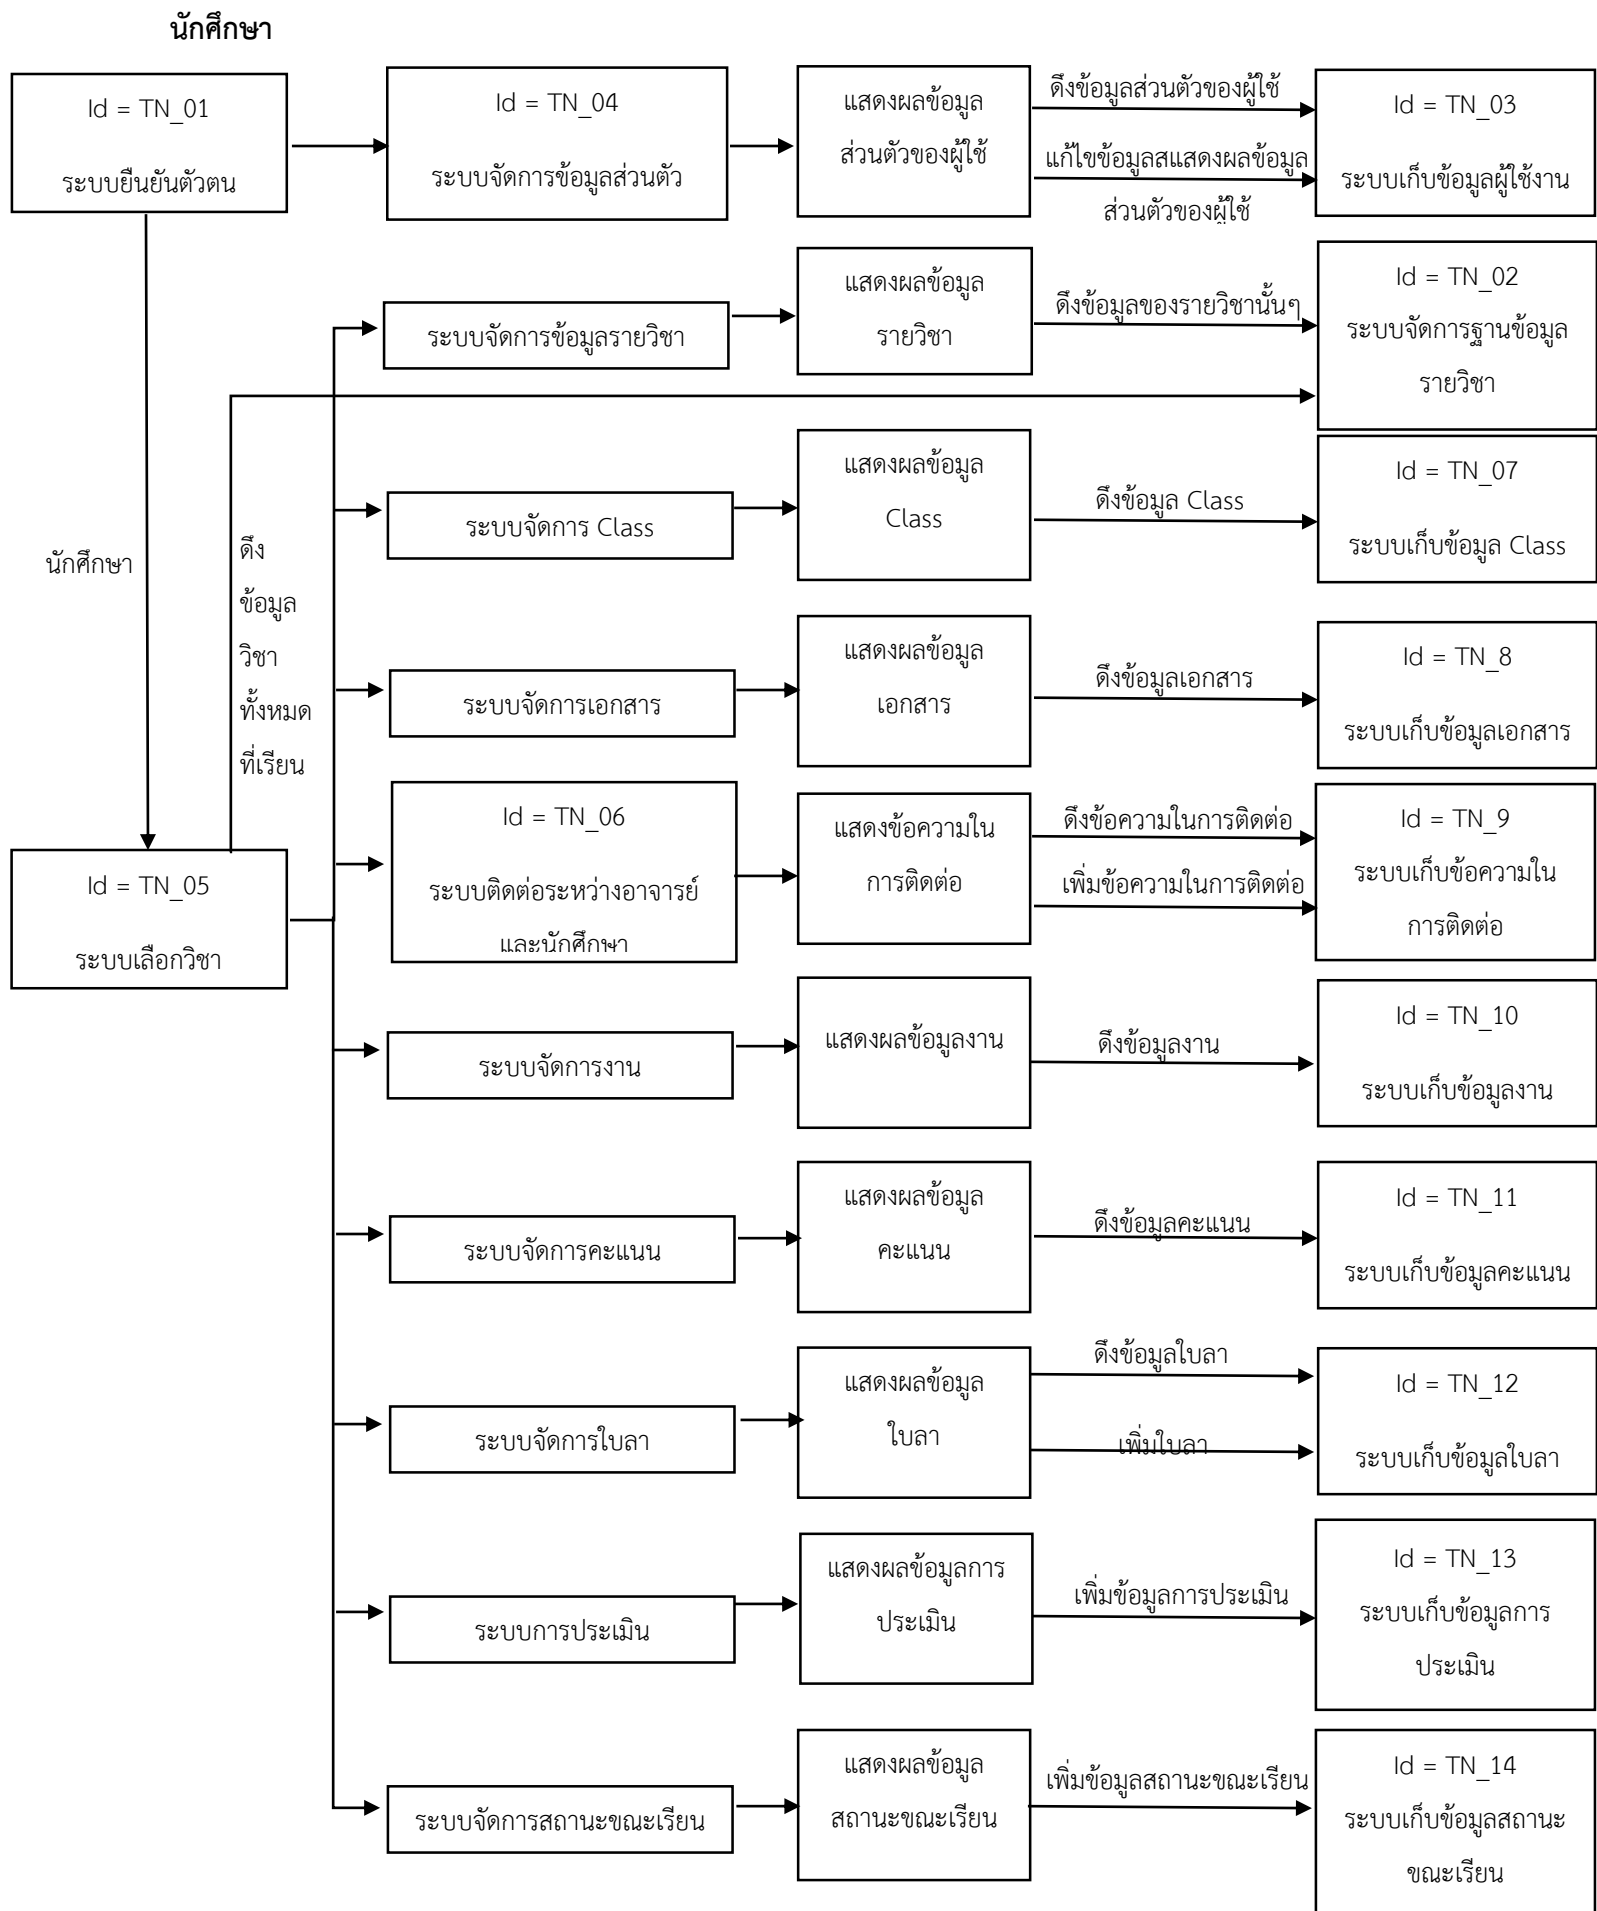 นักศึกษา
Id = TN_01
ระบบยืนยันตัวตน
Id = TN_04
ระบบจัดการข้อมูลส่วนตัว
แสดงผลข้อมูล
ส่วนตัวของผู้ใช้
ดึงข้อมูลส่วนตัวของผู้ใช้
แก้ไขข้อมูลสแสดงผลข้อมูล
ส่วนตัวของผู้ใช้
Id = TN_03
ระบบเก็บข้อมูลผู้ใช้งาน
ระบบจัดการข้อมูลรายวิชา
แสดงผลข้อมูล
รายวิชา
ดึงข้อมูลของรายวิชานั้นๆ
Id = TN_02
ระบบจัดการฐานข้อมูล
รายวิชา
นักศึกษา
ดึง
ข้อมูล
วิชา
ทั้งหมด
ที่เรียน
ระบบจัดการ Class
แสดงผลข้อมูล
Class
ดึงข้อมูล Class
Id = TN_07
ระบบเก็บข้อมูล Class
ระบบจัดการเอกสาร
แสดงผลข้อมูล
เอกสาร
ดึงข้อมูลเอกสาร
Id = TN_8
ระบบเก็บข้อมูลเอกสาร
Id = TN_05
ระบบเลือกวิชา
Id = TN_06
ระบบติดต่อระหว่างอาจารย์
และนักศึกษา
แสดงข้อความใน
การติดต่อ
ดึงข้อความในการติดต่อ
เพิ่มข้อความในการติดต่อ
Id = TN_9
ระบบเก็บข้อความใน
การติดต่อ
ระบบจัดการงาน
แสดงผลข้อมูลงาน
ดึงข้อมูลงาน
Id = TN_10
ระบบเก็บข้อมูลงาน
ระบบจัดการคะแนน
แสดงผลข้อมูล
คะแนน
ดึงข้อมูลคะแนน
Id = TN_11
ระบบเก็บข้อมูลคะแนน
ระบบจัดการใบลา
แสดงผลข้อมูล
ใบลา
ดึงข้อมูลใบลา
เพิ่มใบลา
Id = TN_12
ระบบเก็บข้อมูลใบลา
ระบบการประเมิน
แสดงผลข้อมูลการ
ประเมิน
เพิ่มข้อมูลการประเมิน
Id = TN_13
ระบบเก็บข้อมูลการ
ประเมิน
ระบบจัดการสถานะขณะเรียน
แสดงผลข้อมูล
สถานะขณะเรียน
เพิ่มข้อมูลสถานะขณะเรียน
Id = TN_14
ระบบเก็บข้อมูลสถานะ
ขณะเรียน